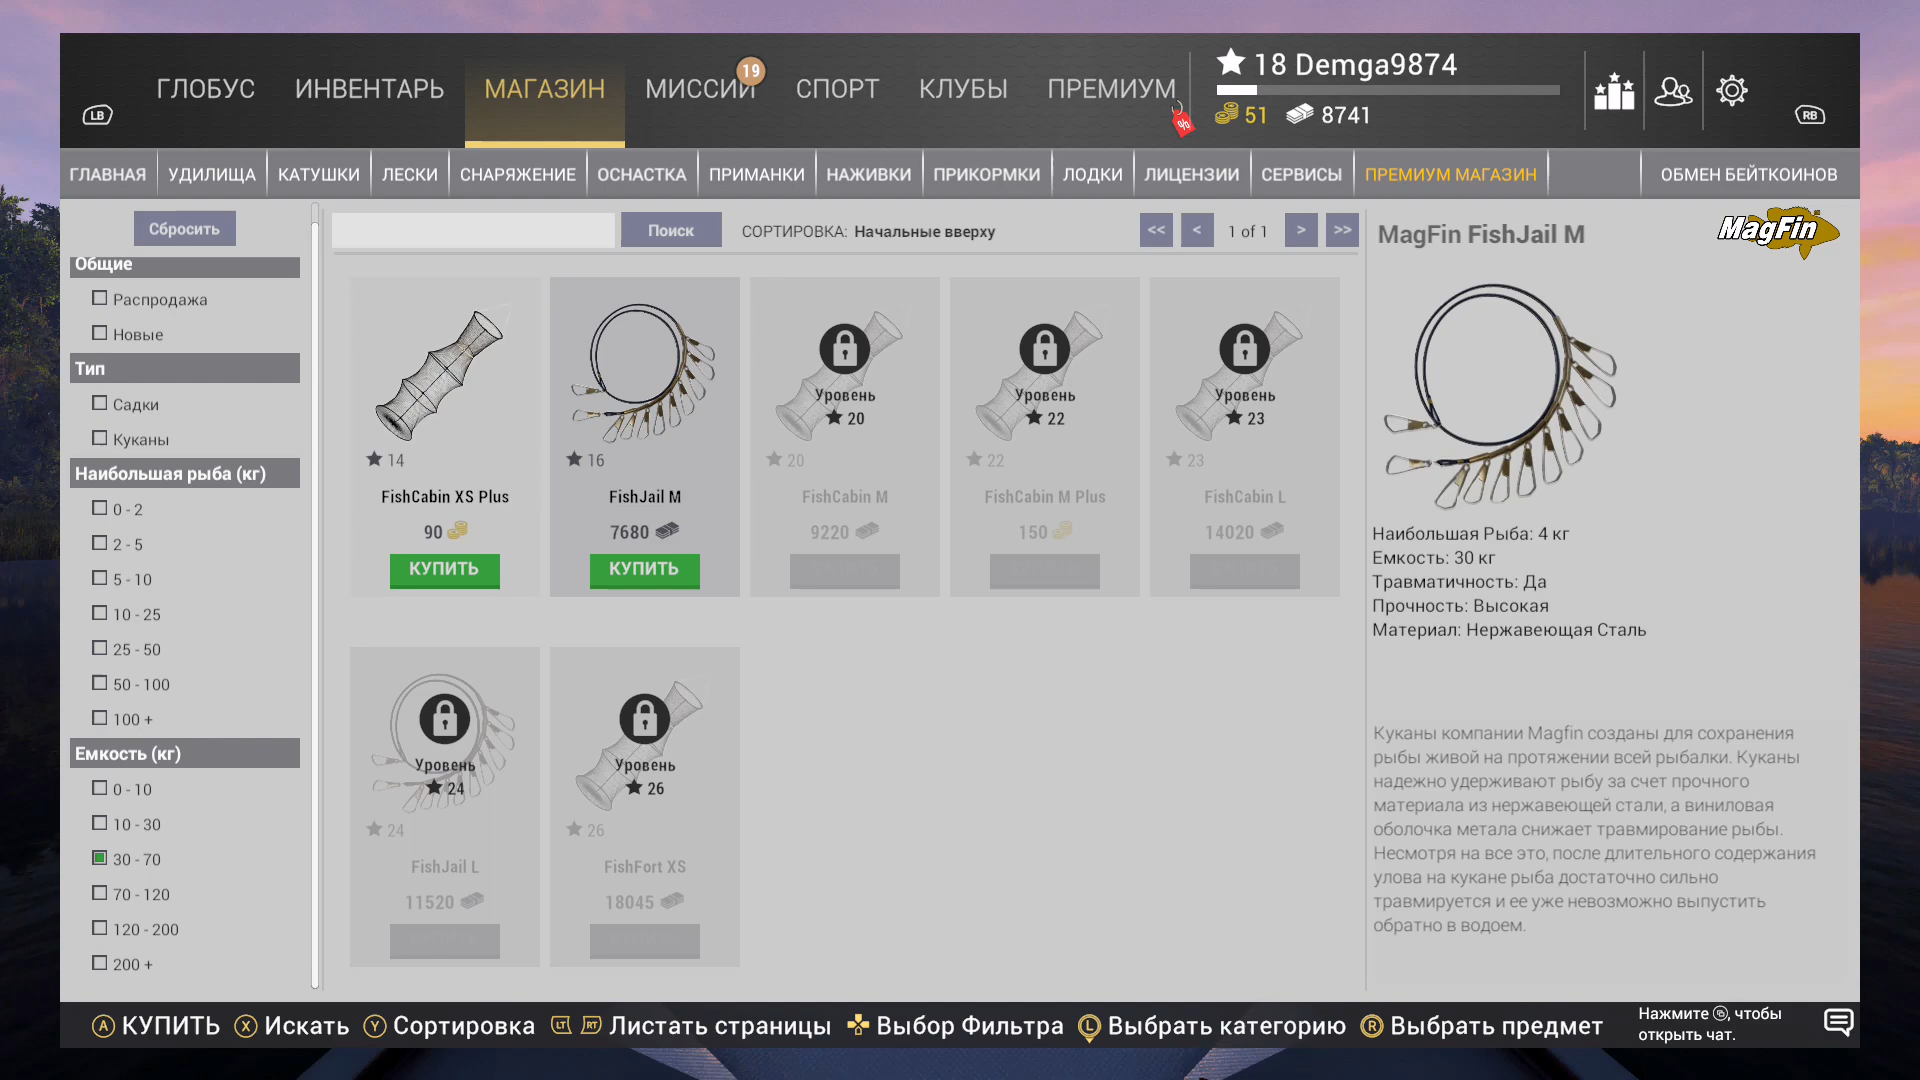 LB
ГЛОБУС
ИНВЕНТАРЬ
МАГАЗИН
МИССИИ
19
СПОРТ
КЛУБЫ
ПРЕМИУМ
%
18 Demga9874
51
8741
RB
ГЛАВНАЯ
УДИЛИЩА
КАТУШКИ
ЛЕСКИ
СНАРЯЖЕНИЕ
ОСНАСТКА
ПРИМАНКИ
НАЖИВКИ
ПРИКОРМКИ
ЛОДКИ
ЛИЦЕНЗИИ
СЕРВИСЫ
ПРЕМИУМ МАГАЗИН
ОБМЕН БЕЙТКОИНОВ
Сбросить
Общие
Распродажа
Новые
Тип
Садки
Куканы
Наибольшая рыба (кг)
0 - 2
2 - 5
5 - 10
10 - 25
25 - 50
50 - 100
100 +
Емкость (кг)
0 - 10
10 - 30
30 - 70
70 - 120
120 - 200
200 +
Поиск
СОРТИРОВКА: Начальные вверху
<<
<
1 of 1
>
>>
14
FishCabin XS Plus
90
КУПИТЬ
16
FishJail M
7680
КУПИТЬ
Уровень
20
20
FishCabin M
9220
Уровень
22
22
FishCabin M Plus
150
Уровень
23
23
FishCabin L
14020
Уровень
24
24
FishJail L
11520
Уровень
26
26
FishFort XS
18045
MagFin FishJail M
MagFin
Наибольшая Рыба: 4 кг
Емкость: 30 кг
Травматичность: Да
Прочность: Высокая
Материал: Нержавеющая Сталь
Куканы компании Magfin созданы для сохранения
рыбы живой на протяжении всей рыбалки. Куканы
надежно удерживают рыбу за счет прочного
материала из нержавеющей стали, а виниловая
оболочка метала снижает травмирование рыбы.
Несмотря на все это, после длительного содержания
улова на кукане рыба достаточно сильно
травмируется и ее уже невозможно выпустить
обратно в водоем.
A КУПИТЬ
X Искать
Y Сортировка
LT RT Листать страницы
Выбор Фильтра
L Выбрать категорию
R Выбрать предмет
Нажмите , чтобы
открыть чат.